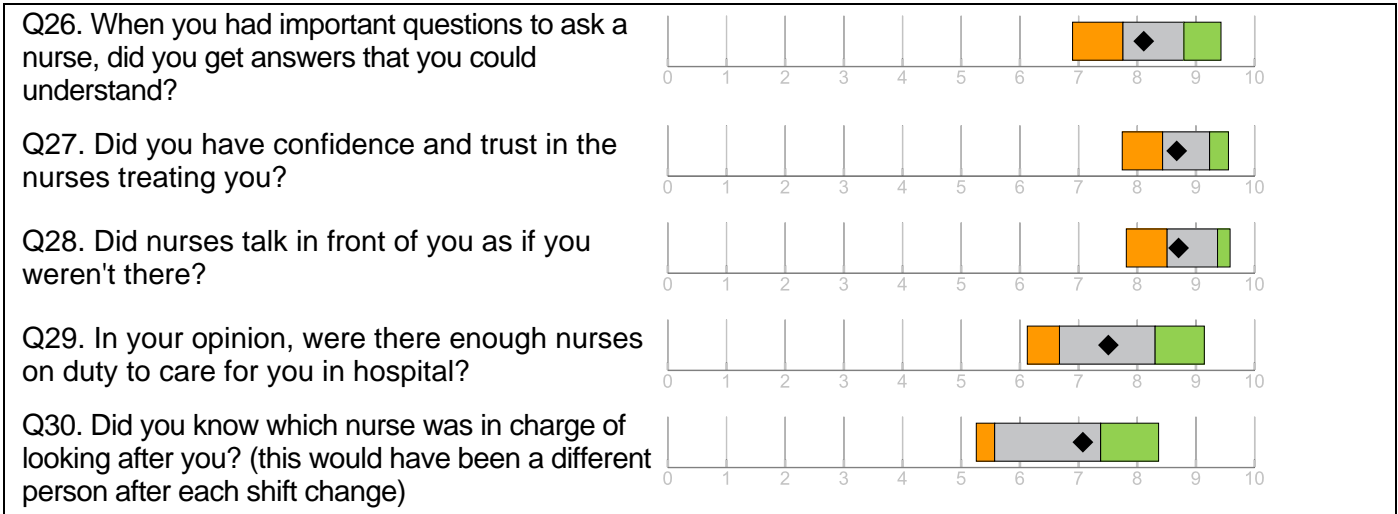 Q26. When you had important questions to ask a
nurse, did you get answers that you could
understand?
0 1 2 3 4 5 6 7 8 9 10
Q27. Did you have confidence and trust in the
nurses treating you?
0 1 2 3 4 5 6 7 8 9 10
Q28. Did nurses talk in front of you as if you
weren't there?
0 1 2 3 4 5 6 7 8 9 10
Q29. In your opinion, were there enough nurses
on duty to care for you in hospital?
0 1 2 3 4 5 6 7 8 9 10
Q30. Did you know which nurse was in charge of
looking after you? (this would have been a different
person after each shift change)
0 1 2 3 4 5 6 7 8 9 10